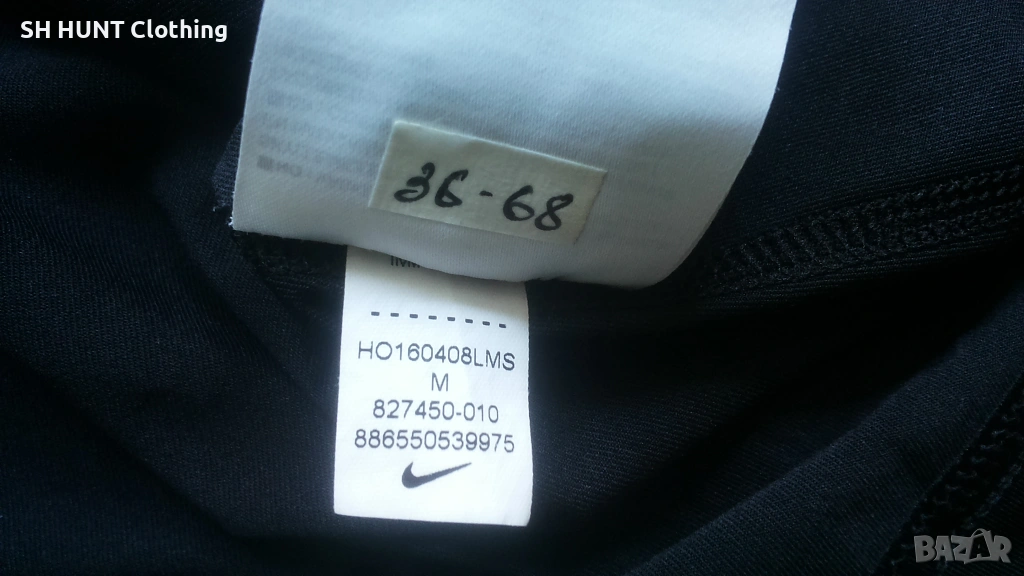 SH HUNT Clothing
36-68
HO160408LMS
M
827450-010
886550539975
BAZAR